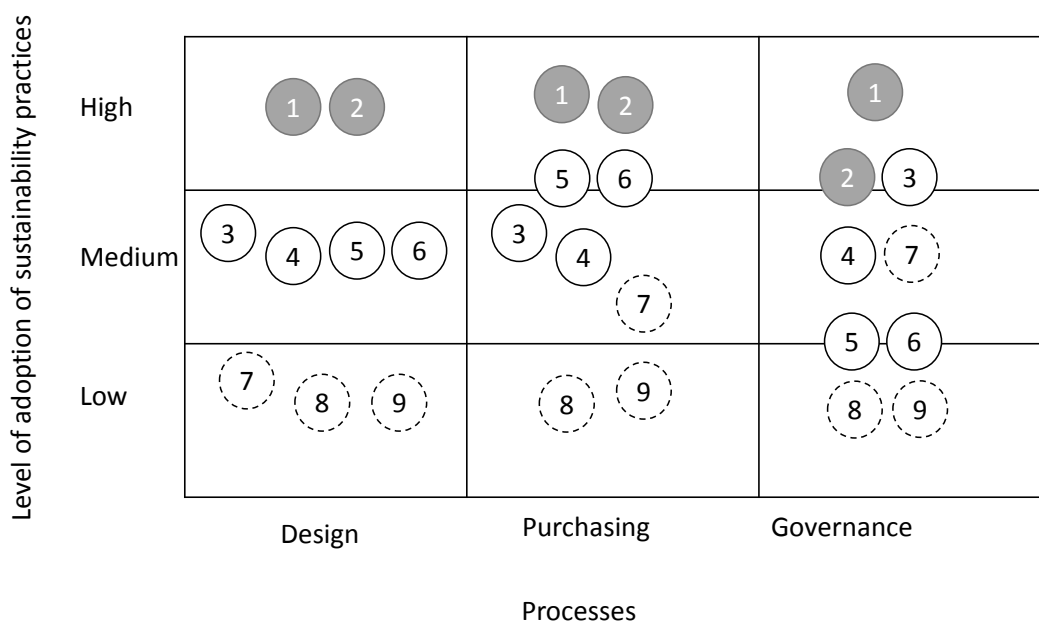 Level of adoption of sustainability practices
High
1 2
1 2
1
5 6
2 3
Medium
3 4 5 6
3 4 7
4 7
5 6
Low
7 8 9
8 9
8 9
Design
Purchasing
Governance
Processes